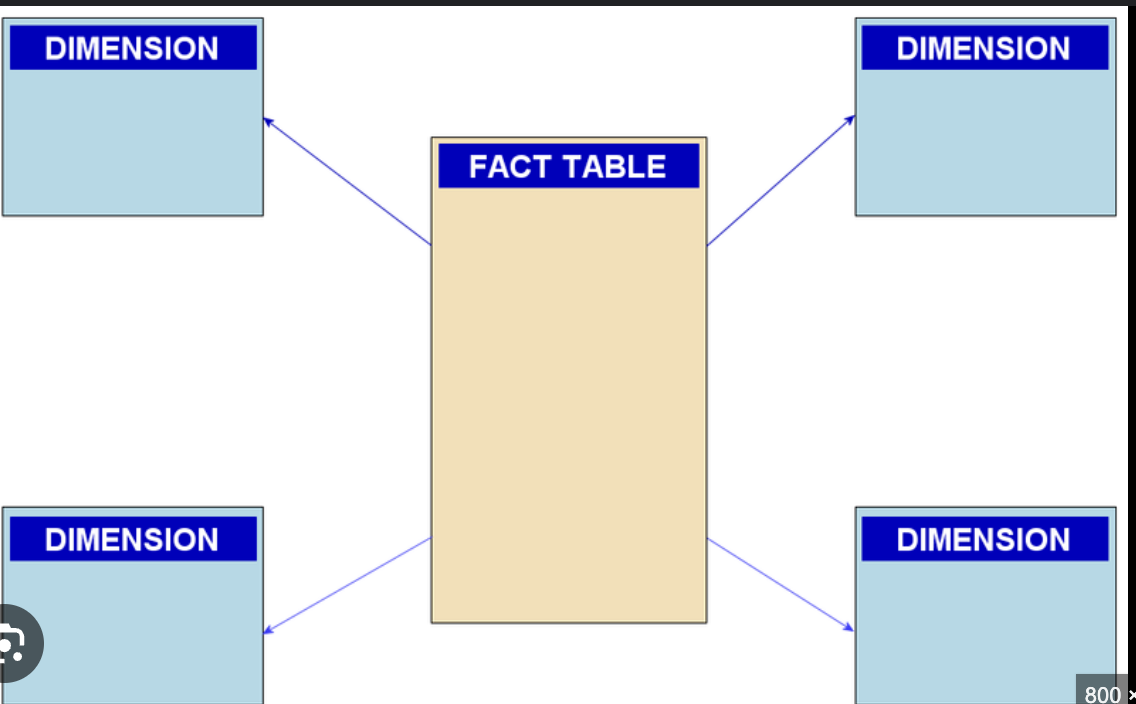 DIMENSION
DIMENSION
FACT TABLE
DIMENSION
DIMENSION
800 ×